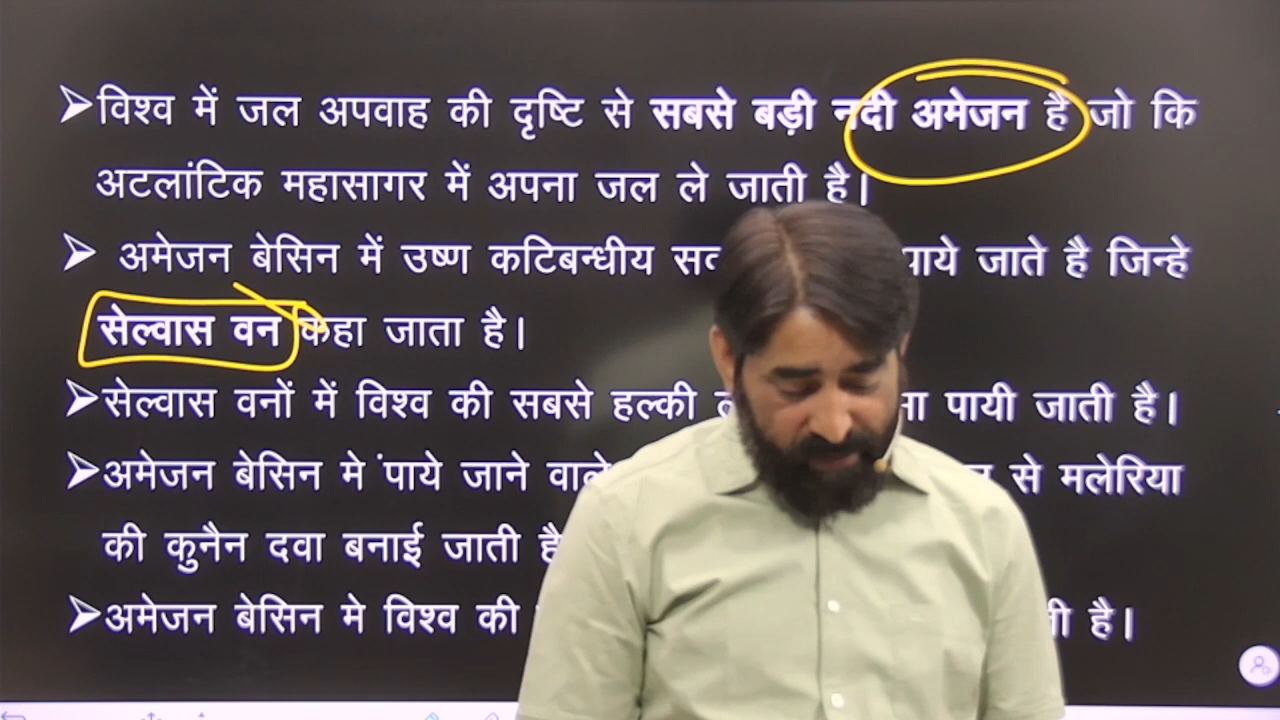 ➢विश्व में जल अपवाह की दृष्टि से सबसे बड़ी नदी अमेजन है जो कि
अटलांटिक महासागर में अपना जल ले जाती है।
➢ अमेजन बेसिन में उष्ण कटिबन्धीय पाये जाते है जिन्हे
सेल्वास वन कहा जाता है।
➢सेल्वास वनों में विश्व की सबसे हल्की पायी जाती है।
➢अमेजन बेसिन मे पाये जाने वाले से मलेरिया
की कुनैन दवा बनाई जाती है
➢अमेजन बेसिन मे विश्व की है।